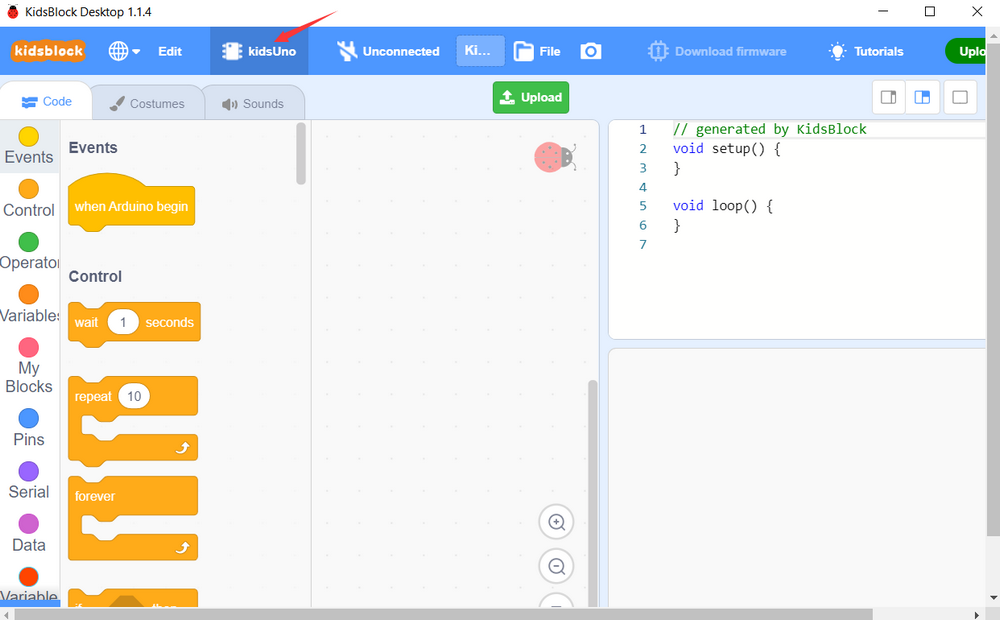 KidsBlock Desktop 1.1.4
kidsblock Edit kidsUno Unconnected Ki... File Download firmware Tutorials Uplo
Code Costumes Sounds Upload
Events
Control
Operator
Variables
My
Blocks
Pins
Serial
Data
Variable
Events
when Arduino begin
Control
wait 1 seconds
repeat 10
forever
if then
1 // generated by KidsBlock
2 void setup() {
3 }
4
5 void loop() {
6 }
7